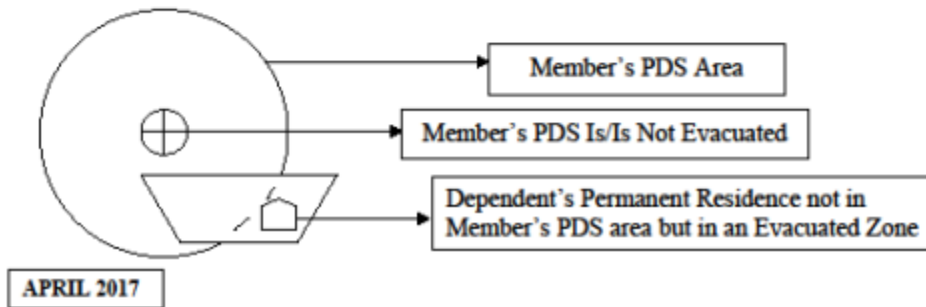 Member's PDS Area
Member's PDS Is/Is Not Evacuated
Dependent's Permanent Residence not in
Member's PDS area but in an Evacuated Zone
APRIL 2017